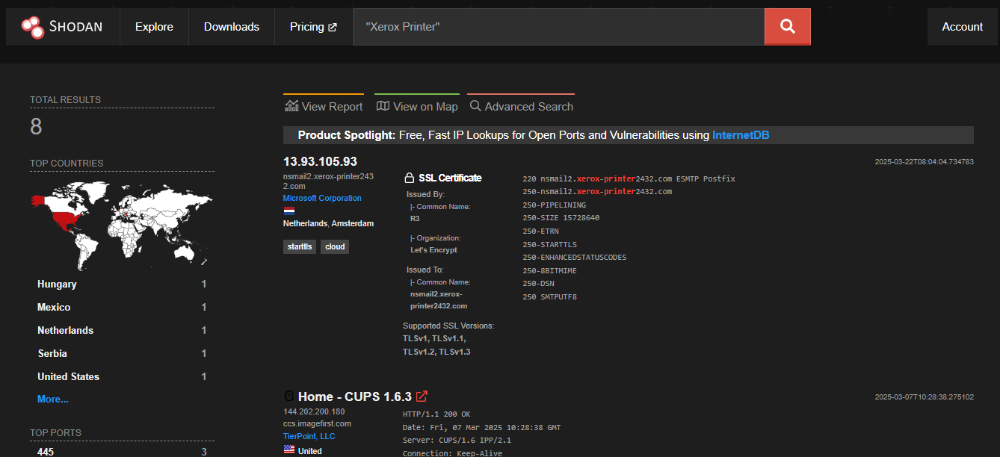 SHODAN
Explore
Downloads
Pricing
"Xerox Printer"
Account
TOTAL RESULTS
8
TOP COUNTRIES
Hungary 1
Mexico 1
Netherlands 1
Serbia 1
United States 1
More...
TOP PORTS
445 3
View Report
View on Map
Advanced Search
Product Spotlight: Free, Fast IP Lookups for Open Ports and Vulnerabilities using InternetDB
13.93.105.93
2025-03-22T08:04:04.734783
nsmail2.xerox-printer243
2.com
Microsoft Corporation
Netherlands, Amsterdam
starttls
cloud
SSL Certificate
Issued By:
|- Common Name:
R3
|- Organization:
Let's Encrypt
Issued To:
|- Common Name:
nsmail2.xerox-
printer2432.com
Supported SSL Versions:
TLSv1, TLSv1.1,
TLSv1.2, TLSv1.3
220 nsmail2.xerox-printer2432.com ESMTP Postfix
250-nsmail2.xerox-printer2432.com
250-PIPELINING
250-SIZE 15728640
250-ETRN
250-STARTTLS
250-ENHANCEDSTATUSCODES
250-8BITMIME
250-DSN
250 SMTPUTF8
Home - CUPS 1.6.3
2025-03-07T10:28:38.275102
144.202.200.180
ccs.imagefirst.com
TierPoint, LLC
United
HTTP/1.1 200 OK
Date: Fri, 07 Mar 2025 10:28:38 GMT
Server: CUPS/1.6 IPP/2.1
Connection: Keep-Alive